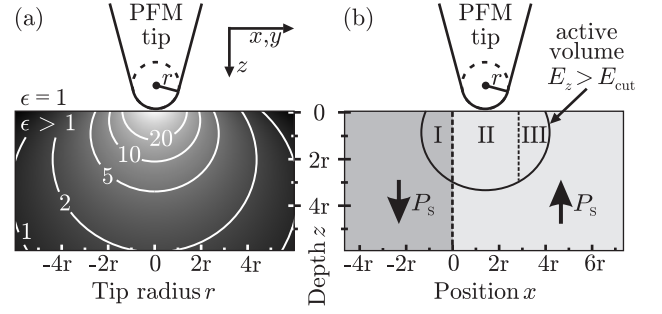 (a)
PFM
tip
x,y
z
r
ϵ = 1
ϵ > 1
20
10
5
2
1
-4r -2r 0 2r 4r
Tip radius r
0
2r
4r
Depth z
(b)
PFM
tip
r
active
volume
E_z > E_cut
I II III
P_s
P_s
-4r -2r 0 2r 4r 6r
Position x